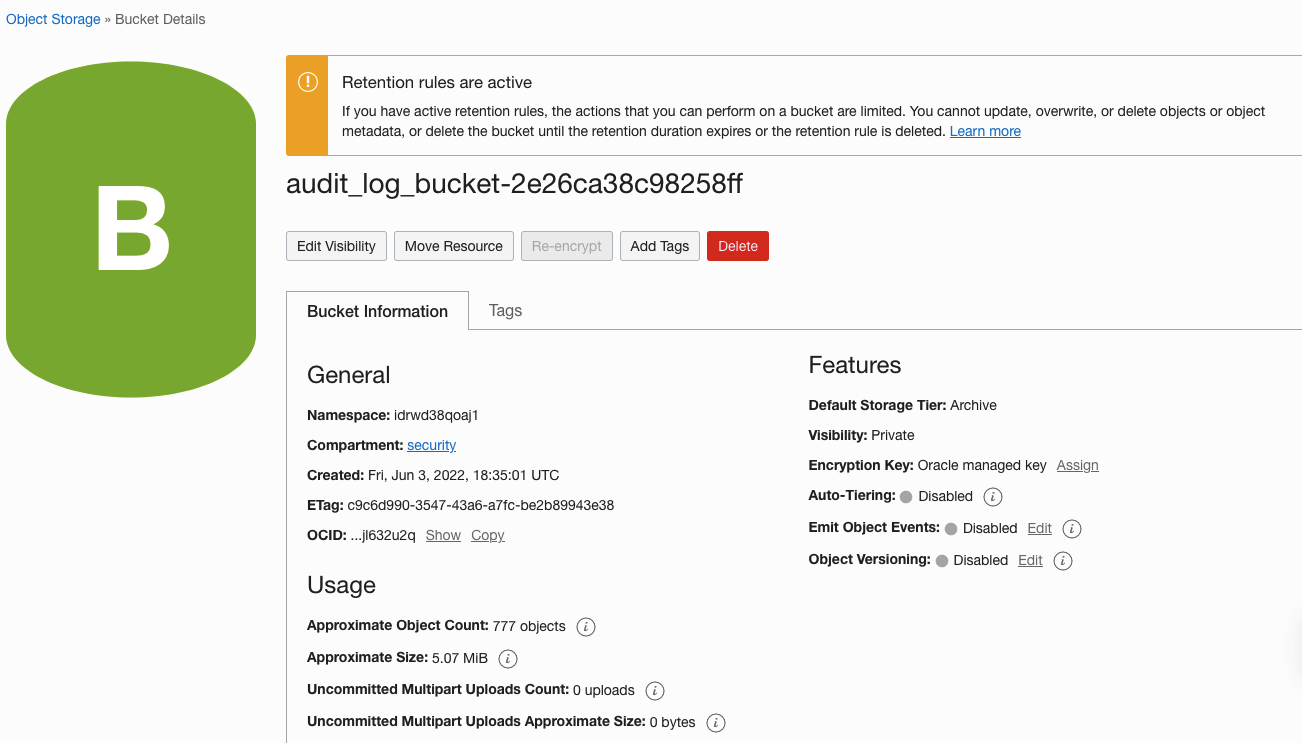 Object Storage » Bucket Details
B
Retention rules are active
If you have active retention rules, the actions that you can perform on a bucket are limited. You cannot update, overwrite, or delete objects or object
metadata, or delete the bucket until the retention duration expires or the retention rule is deleted. Learn more
audit_log_bucket-2e26ca38c98258ff
Edit Visibility Move Resource Re-encrypt Add Tags Delete
Bucket Information Tags
General
Namespace: idrwd38qoaj1
Compartment: security
Created: Fri, Jun 3, 2022, 18:35:01 UTC
ETag: c9c6d990-3547-43a6-a7fc-be2b89943e38
OCID: ...jl632u2q Show Copy
Usage
Approximate Object Count: 777 objects i
Approximate Size: 5.07 MiB i
Uncommitted Multipart Uploads Count: 0 uploads i
Uncommitted Multipart Uploads Approximate Size: 0 bytes i
Features
Default Storage Tier: Archive
Visibility: Private
Encryption Key: Oracle managed key Assign
Auto-Tiering: Disabled i
Emit Object Events: Disabled Edit i
Object Versioning: Disabled Edit i